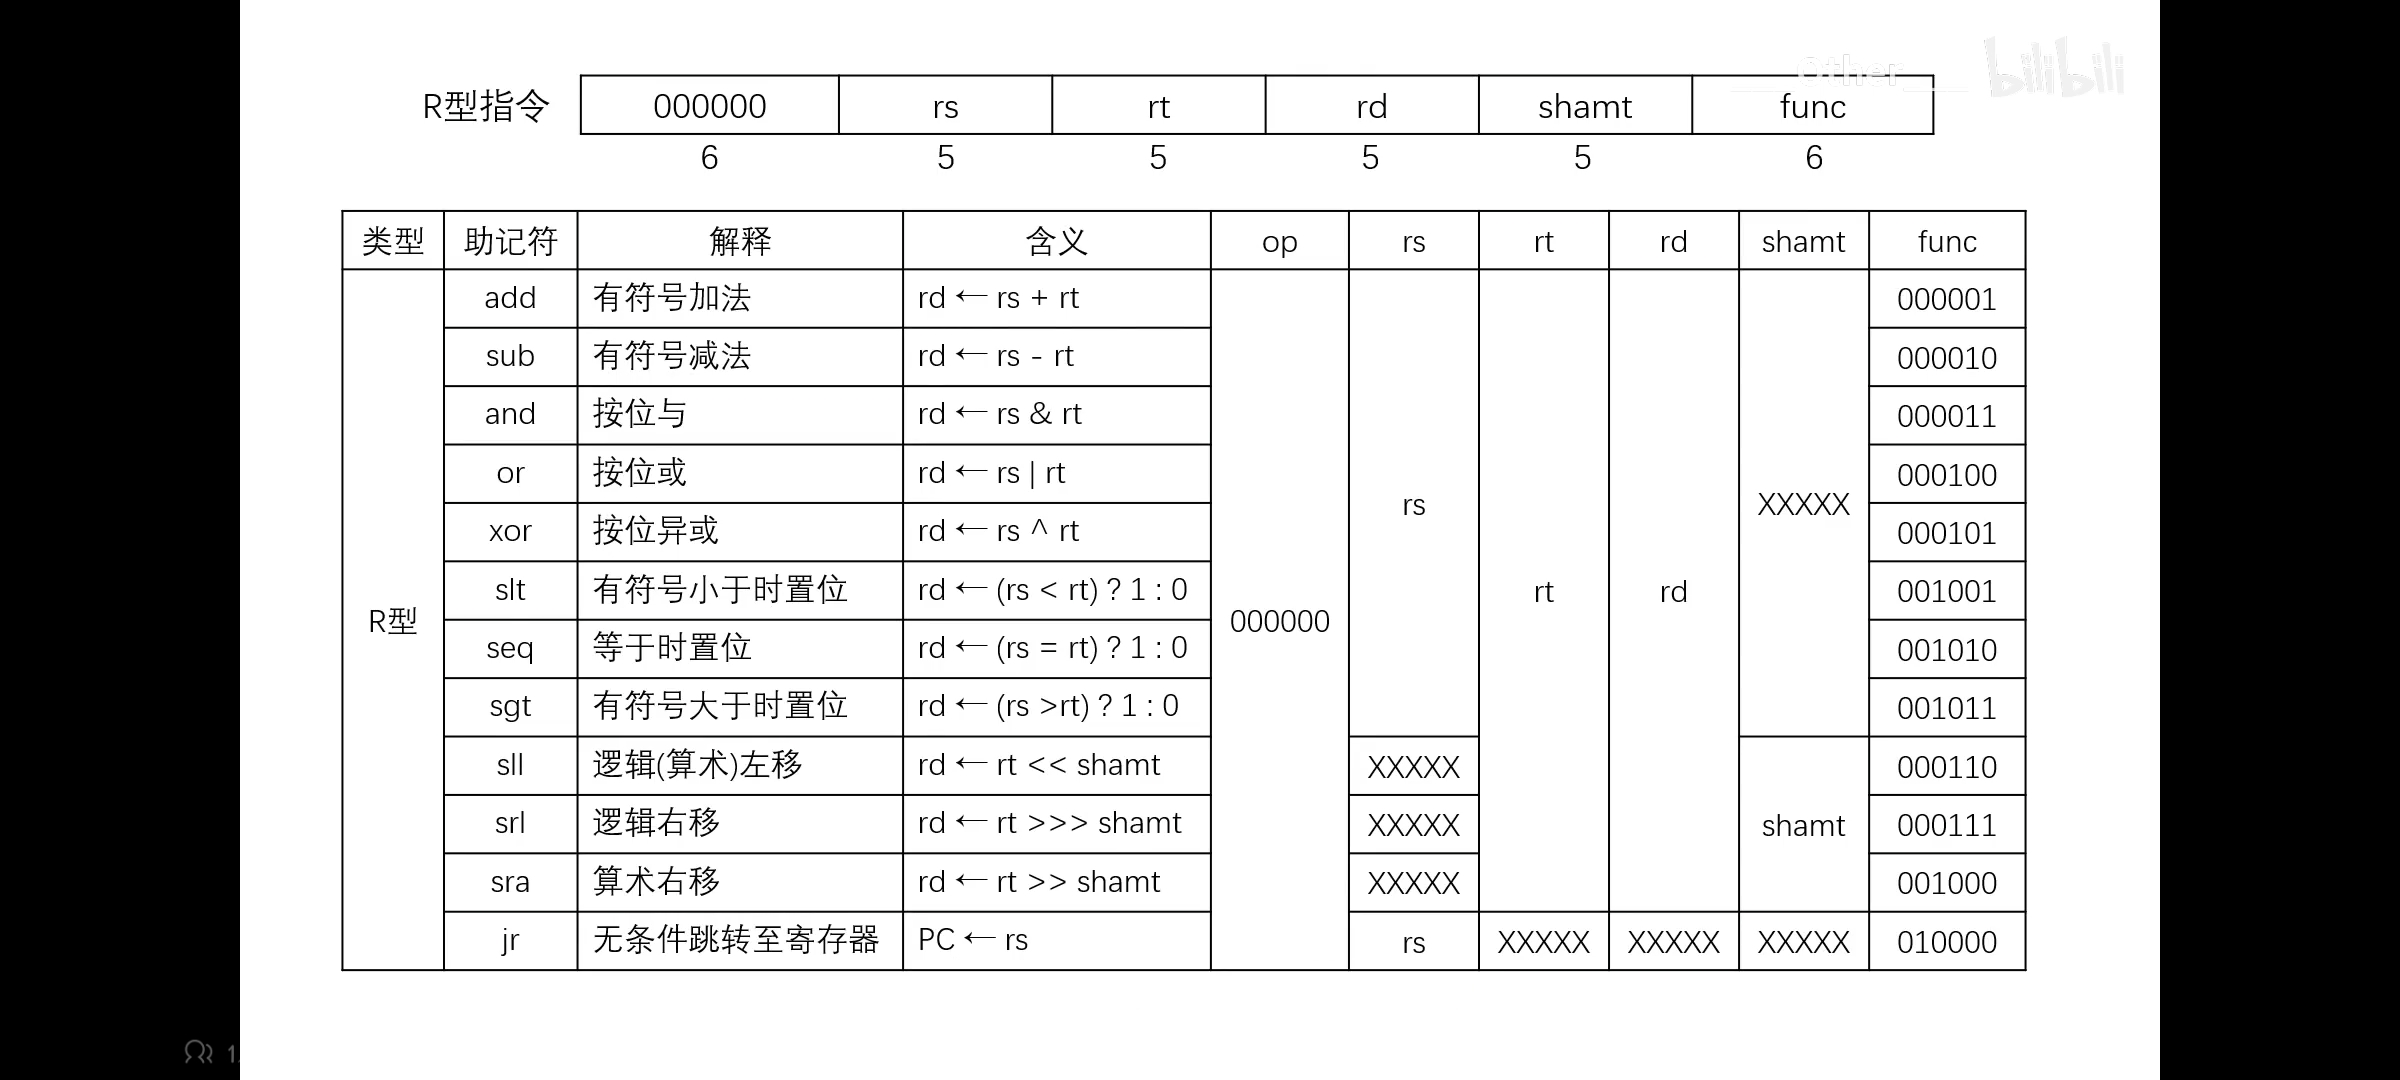 Other bilibili
R型指令 000000 rs rt rd shamt func
6 5 5 5 5 6
类型 助记符 解释 含义 op rs rt rd shamt func
add 有符号加法 rd ← rs + rt 000001
sub 有符号减法 rd ← rs - rt 000010
and 按位与 rd ← rs & rt 000011
or 按位或 rd ← rs | rt 000100
rs XXXXX
xor 按位异或 rd ← rs ^ rt 000101
slt 有符号小于时置位 rd ← (rs < rt) ? 1 : 0 rt rd 001001
R型 000000
seq 等于时置位 rd ← (rs = rt) ? 1 : 0 001010
sgt 有符号大于时置位 rd ← (rs >rt) ? 1 : 0 001011
sll 逻辑(算术)左移 rd ← rt << shamt XXXXX 000110
srl 逻辑右移 rd ← rt >>> shamt XXXXX shamt 000111
sra 算术右移 rd ← rt >> shamt XXXXX 001000
jr 无条件跳转至寄存器 PC ← rs rs XXXXX XXXXX XXXXX 010000